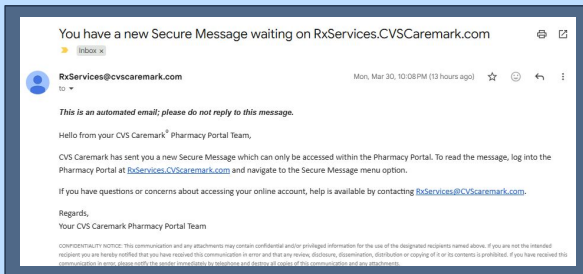 You have a new Secure Message waiting on RxServices.CVSCaremark.com
Inbox x
RxServices@cvscaremark.com
Mon, Mar 30, 10:08 PM (13 hours ago)
to
This is an automated email; please do not reply to this message.
Hello from your CVS Caremark® Pharmacy Portal Team,
CVS Caremark has sent you a new Secure Message which can only be accessed within the Pharmacy Portal. To read the message, log into the
Pharmacy Portal at RxServices.CVSCaremark.com and navigate to the Secure Message menu option.
If you have questions or concerns about accessing your online account, help is available by contacting RxServices@CVScaremark.com.
Regards,
Your CVS Caremark Pharmacy Portal Team
CONFIDENTIALITY NOTICE: This communication and any attachments may contain confidential and/or privileged information for the use of the designated recipients named above. If you are not the intended
recipient you are hereby notified that you have received this communication in error and that any review, disclosure, dissemination, distribution or copying of it or its contents is prohibited. If you have received this
communication in error, please notify the sender immediately by telephone and destroy all copies of this communication and any attachments.